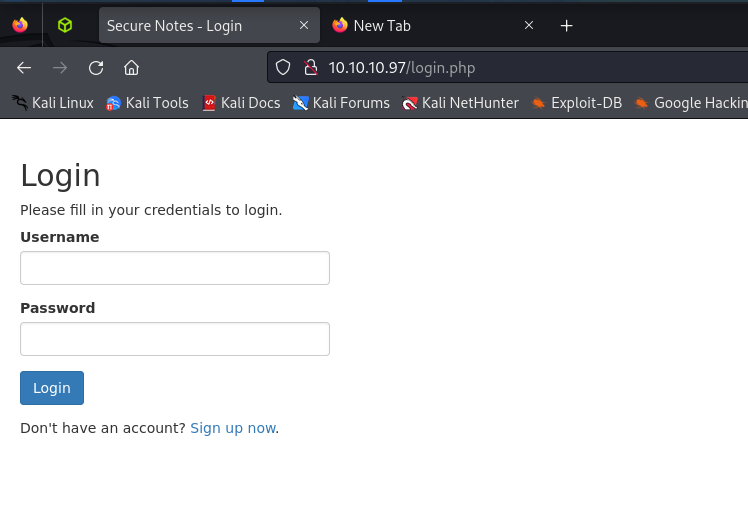 Secure Notes - Login
New Tab
10.10.10.97/login.php
Kali Linux Kali Tools Kali Docs Kali Forums Kali NetHunter Exploit-DB Google Hackin
Login
Please fill in your credentials to login.
Username
Password
Login
Don't have an account? Sign up now.